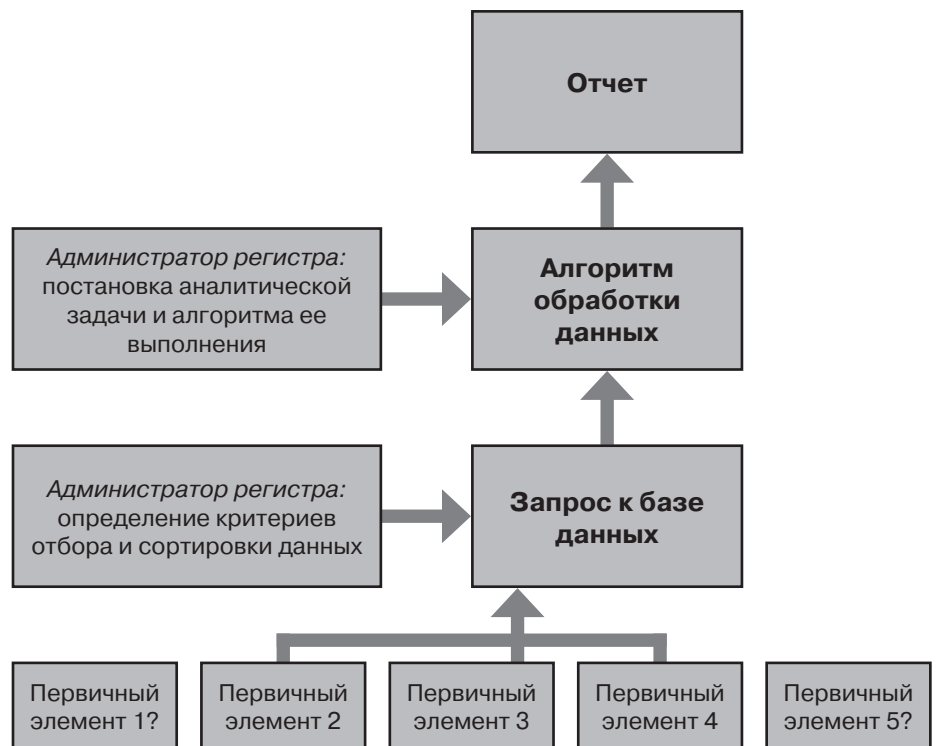 Отчет
Администратор регистра:
постановка аналитической
задачи и алгоритма ее
выполнения
Алгоритм
обработки
данных
Администратор регистра:
определение критериев
отбора и сортировки данных
Запрос к базе
данных
Первичный
элемент 1?
Первичный
элемент 2
Первичный
элемент 3
Первичный
элемент 4
Первичный
элемент 5?